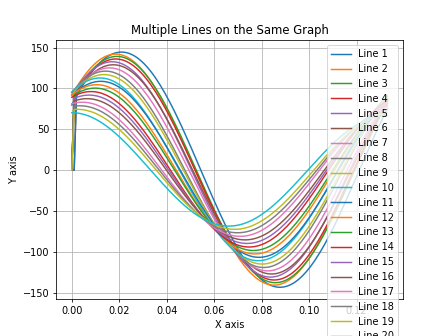 Multiple Lines on the Same Graph
Y axis
150
100
50
0
−50
−100
−150
0.00
0.02
0.04
0.06
0.08
0.10
X axis
Line 1
Line 2
Line 3
Line 4
Line 5
Line 6
Line 7
Line 8
Line 9
Line 10
Line 11
Line 12
Line 13
Line 14
Line 15
Line 16
Line 17
Line 18
Line 19
Line 20